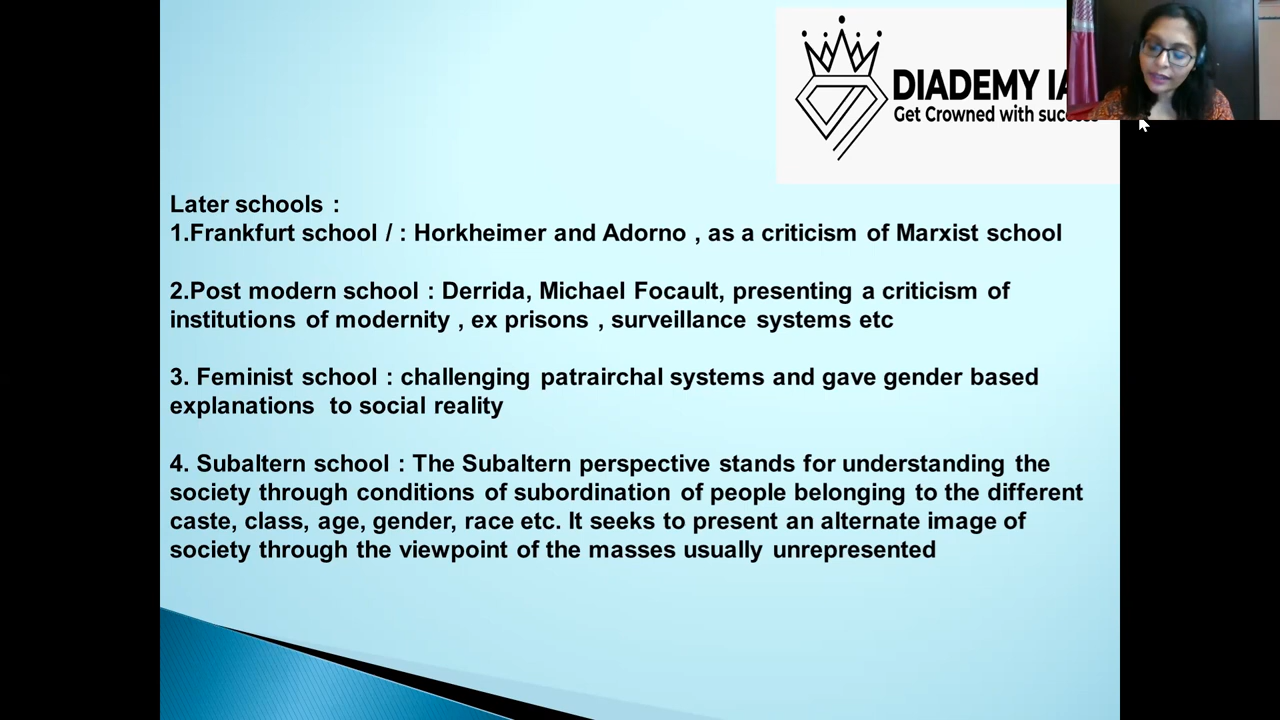 DIADEMY
Get Crowned with success
Later schools :
1.Frankfurt school / : Horkheimer and Adorno , as a criticism of Marxist school
2.Post modern school : Derrida, Michael Focault, presenting a criticism of
institutions of modernity , ex prisons , surveillance systems etc
3. Feminist school : challenging patrairchal systems and gave gender based
explanations to social reality
4. Subaltern school : The Subaltern perspective stands for understanding the
society through conditions of subordination of people belonging to the different
caste, class, age, gender, race etc. It seeks to present an alternate image of
society through the viewpoint of the masses usually unrepresented